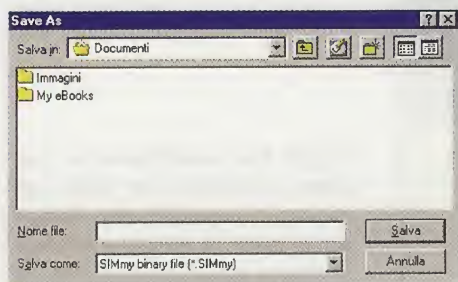 Save As
Salva in: Documenti
Immagini
My eBooks
Nome file: Salva
Salva come: SIMmy binary file (*.SIMmy) Annulla